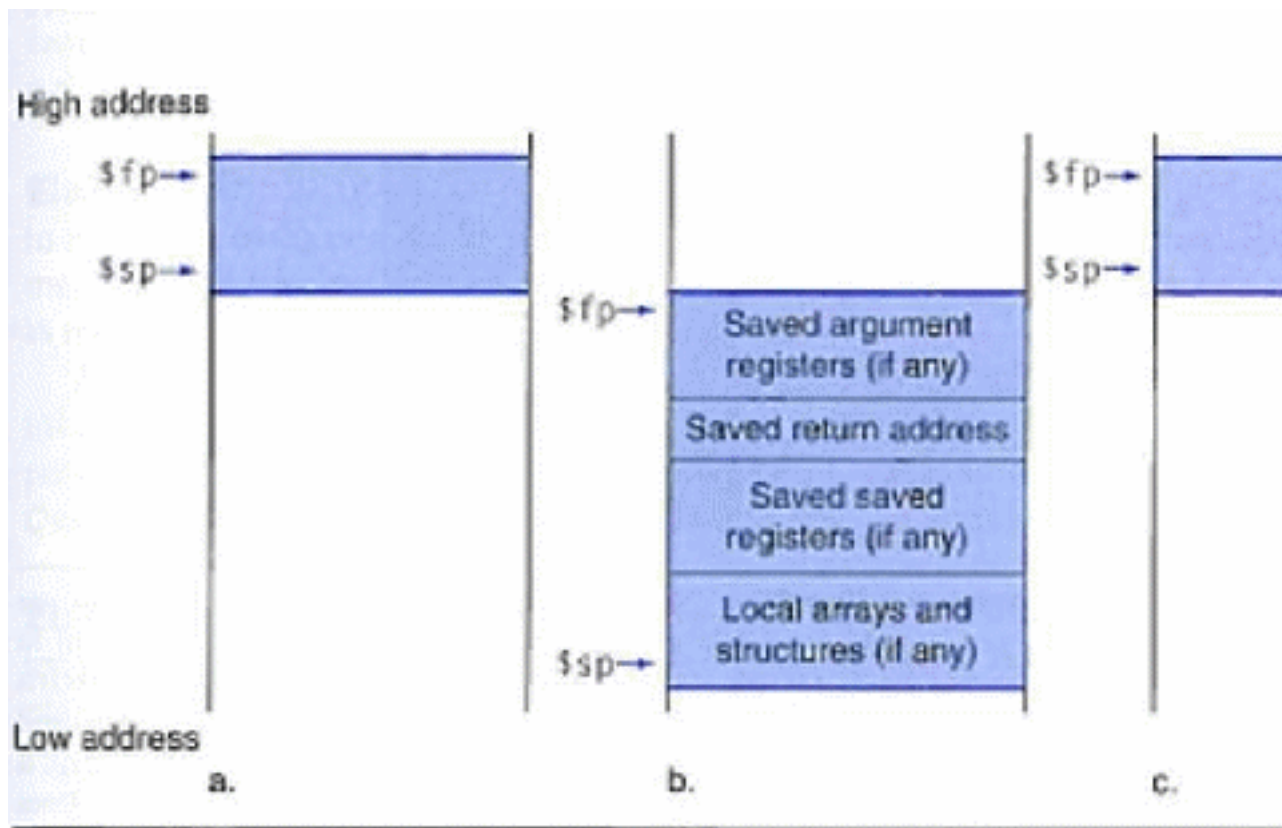 High address
$fp
$sp
$fp
Saved argument
registers (if any)
Saved return address
Saved saved
registers (if any)
Local arrays and
structures (if any)
$sp
$fp
$sp
Low address
a.
b.
c.